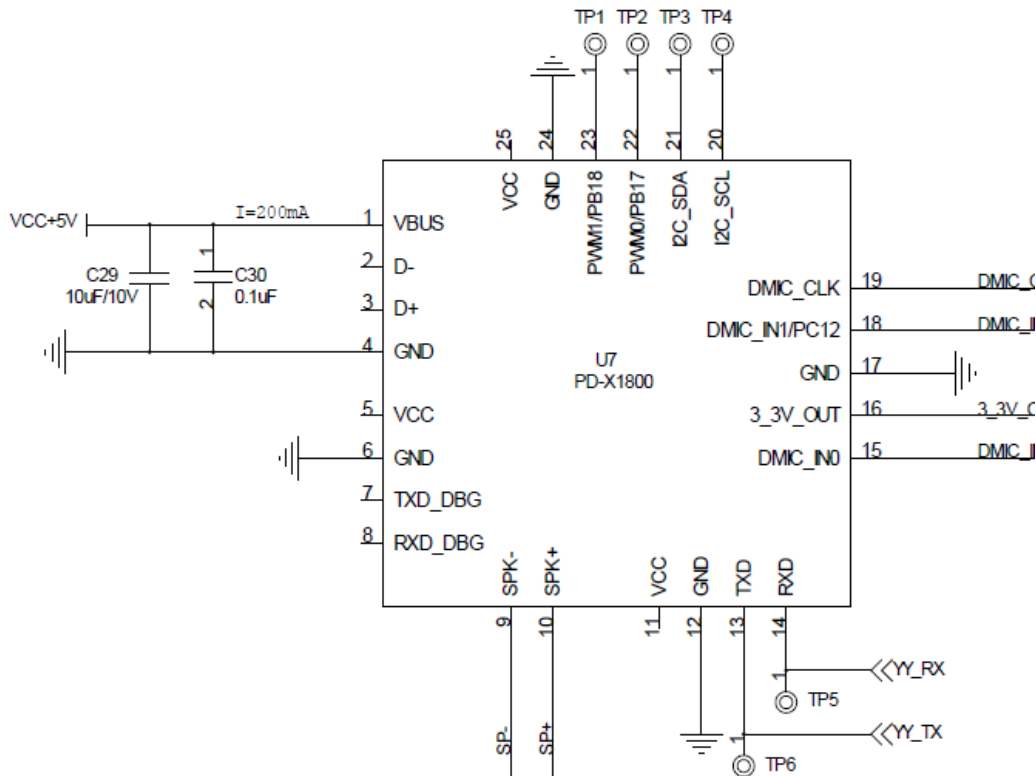 TP1 TP2 TP3 TP4
1 1 1 1
25 24 23 22 21 20
VCC GND PWM1/PB18 PWM0/PB17 I2C_SDA I2C_SCL
VCC+5V I=200mA 1 VBUS
2 D-
C29
10uF/10V
1
2
C30
0.1uF
3 D+
4 GND
5 VCC
6 GND
7 TXD_DBG
8 RXD_DBG
U7
PD-X1800
DMIC_CLK 19
DMIC_IN1/PC12 18
GND 17
3_3V_OUT 16
DMIC_IN0 15
SPK- SPK+ VCC GND TXD RXD
9 10 11 12 13 14
SP- SP+
1 YY_RX
TP5
1 YY_TX
TP6